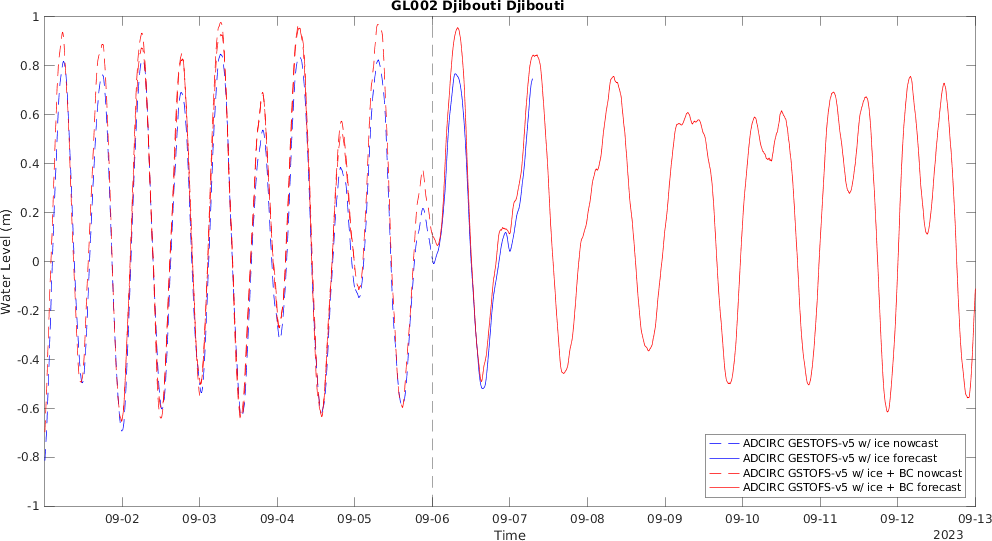 GL002 Djibouti Djibouti
1
0.8
0.6
0.4
0.2
0
-0.2
-0.4
-0.6
-0.8
-1
Water Level (m)
09-02 09-03 09-04 09-05 09-06 09-07 09-08 09-09 09-10 09-11 09-12 09-13
Time
2023
ADCIRC GESTOFS-v5 w/ ice nowcast
ADCIRC GESTOFS-v5 w/ ice forecast
ADCIRC GSTOFS-v5 w/ ice + BC nowcast
ADCIRC GSTOFS-v5 w/ ice + BC forecast